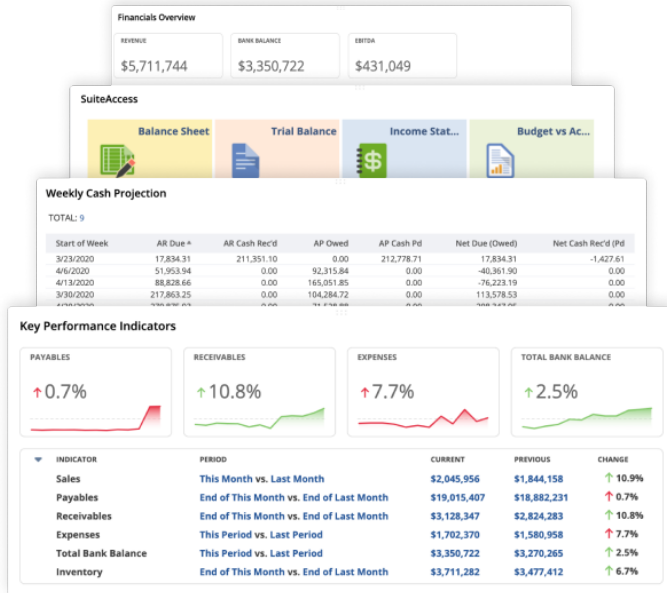 Financials Overview
REVENUE BANK BALANCE EBITDA
$5,711,744 $3,350,722 $431,049
SuiteAccess
Balance Sheet Trial Balance Income Stat... Budget vs Ac...
Weekly Cash Projection
TOTAL: 9
Start of Week AR Due AR Cash Rec'd AP Owed AP Cash Pd Net Due (Owed) Net Cash Rec'd (Pd
3/23/2020 17,834.31 211,351.10 0.00 212,778.71 17,834.31 -1,427.61
4/6/2020 51,953.94 0.00 92,315.84 0.00 -40,361.90 0.00
4/13/2020 88,828.66 0.00 165,051.85 0.00 -76,223.19 0.00
3/30/2020 217,863.25 0.00 104,284.72 0.00 113,578.53 0.00
Key Performance Indicators
PAYABLES RECEIVABLES EXPENSES TOTAL BANK BALANCE
↑0.7% ↑10.8% ↑7.7% ↑2.5%
INDICATOR PERIOD CURRENT PREVIOUS CHANGE
Sales This Month vs. Last Month $2,045,956 $1,844,158 ↑ 10.9%
Payables End of This Month vs. End of Last Month $19,015,407 $18,882,231 ↑ 0.7%
Receivables End of This Month vs. End of Last Month $3,128,347 $2,824,283 ↑ 10.8%
Expenses This Period vs. Last Period $1,702,370 $1,580,958 ↑ 7.7%
Total Bank Balance This Period vs. Last Period $3,350,722 $3,270,265 ↑ 2.5%
Inventory End of This Month vs. End of Last Month $3,711,282 $3,477,412 ↑ 6.7%